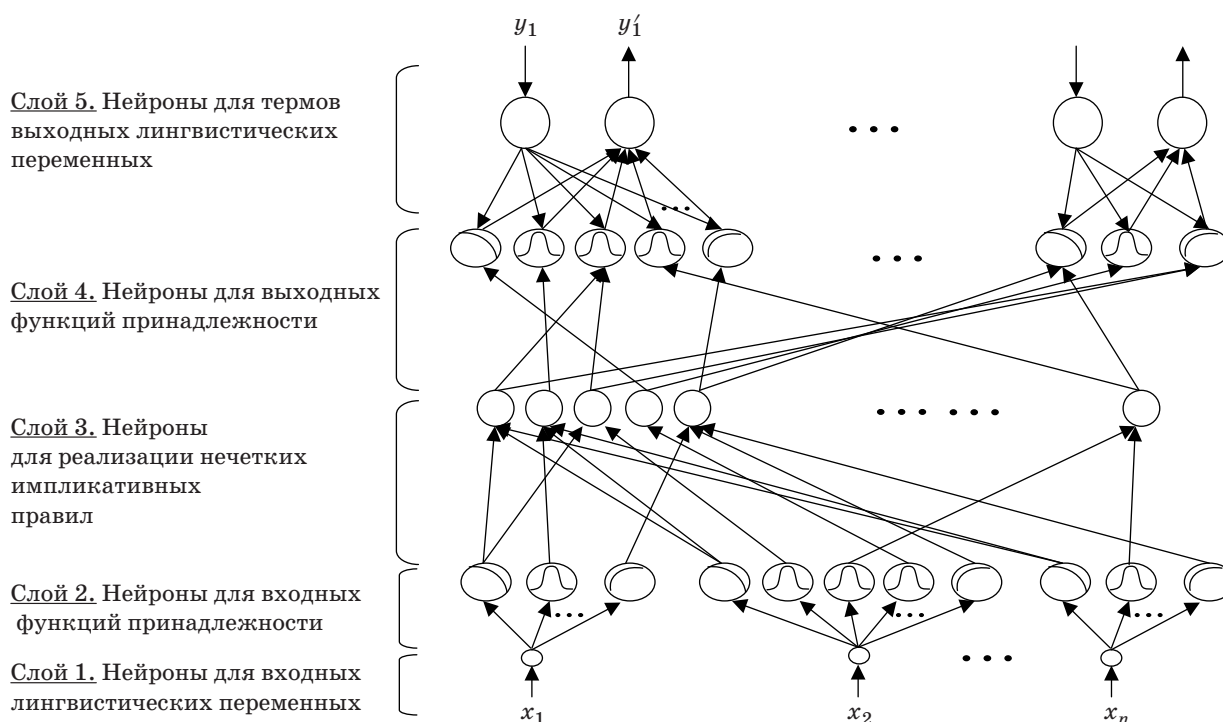 y₁ y′₁
Слой 5. Нейроны для термов
выходных лингвистических
переменных
Слой 4. Нейроны для выходных
функций принадлежности
Слой 3. Нейроны
для реализации нечетких
импликативных
правил
Слой 2. Нейроны для входных
функций принадлежности
Слой 1. Нейроны для входных
лингвистических переменных
x₁ x₂ xₙ